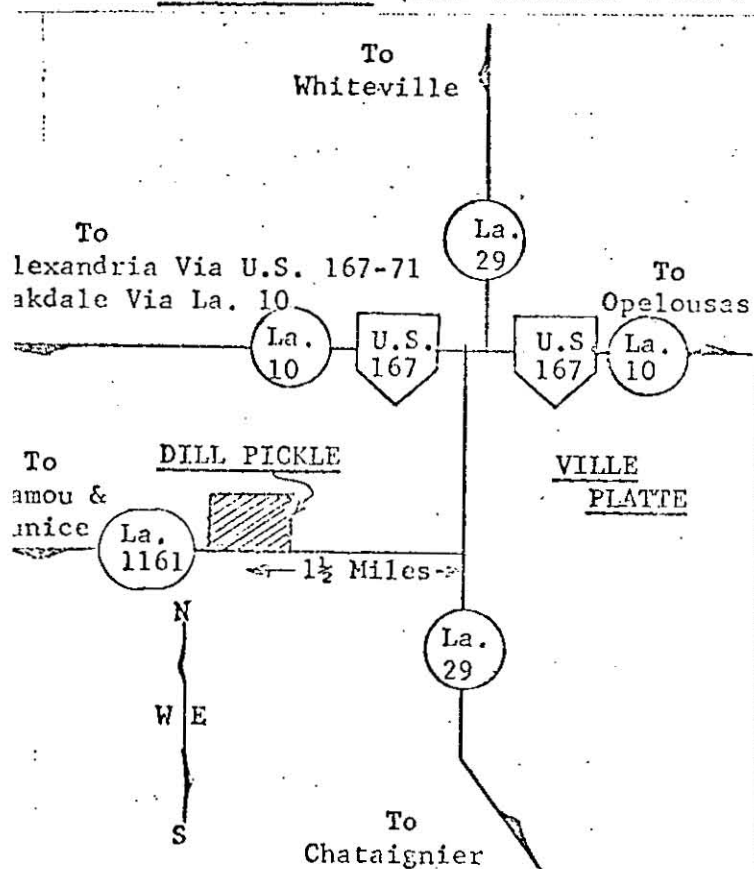 To
Whiteville
La.
29
To
lexandria Via U.S. 167-71
akdale Via La. 10
To
Opelousas
La.
10
U.S.
167
U.S
167
La.
10
To
amou &
unice
DILL PICKLE
VILLE
PLATTE
La.
1161
1½ Miles
N
W E
S
La.
29
To
Chataignier